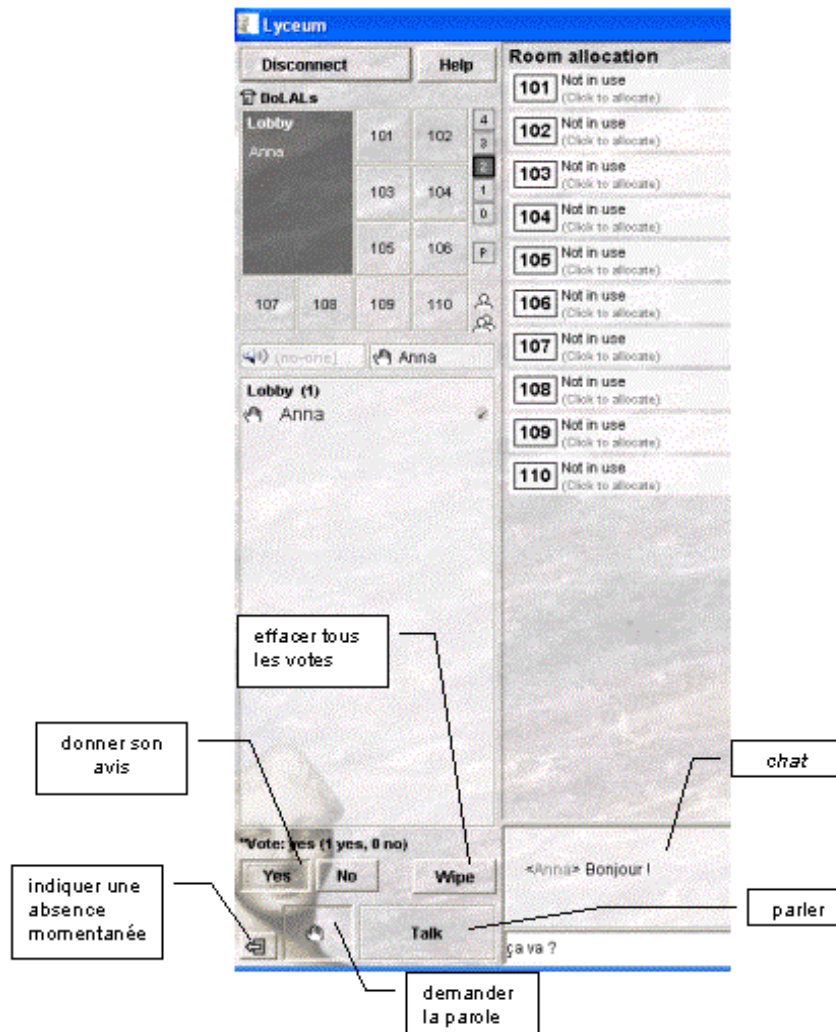 Lyceum
Disconnect
Help
DoLALs
Lobby
Anna
101
102
4
3
2
1
0
103
104
105
106
P
107
108
109
110
(no-one)
Anna
Lobby (1)
Anna
Room allocation
101 Not in use
(Click to allocate)
102 Not in use
(Click to allocate)
103 Not in use
(Click to allocate)
104 Not in use
(Click to allocate)
105 Not in use
(Click to allocate)
106 Not in use
(Click to allocate)
107 Not in use
(Click to allocate)
108 Not in use
(Click to allocate)
109 Not in use
(Click to allocate)
110 Not in use
(Click to allocate)
effacer tous
les votes
donner son
avis
chat
"Vote: yes (1 yes, 0 no)
Yes
No
Wipe
<Anna> Bonjour !
indiquer une
absence
momentanée
Talk
parler
ça va ?
demander
la parole